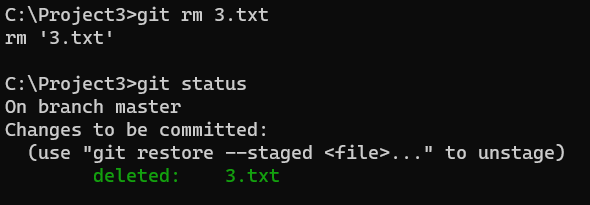 C:\Project3>git rm 3.txt
rm '3.txt'
C:\Project3>git status
On branch master
Changes to be committed:
  (use "git restore --staged <file>..." to unstage)
        deleted:    3.txt